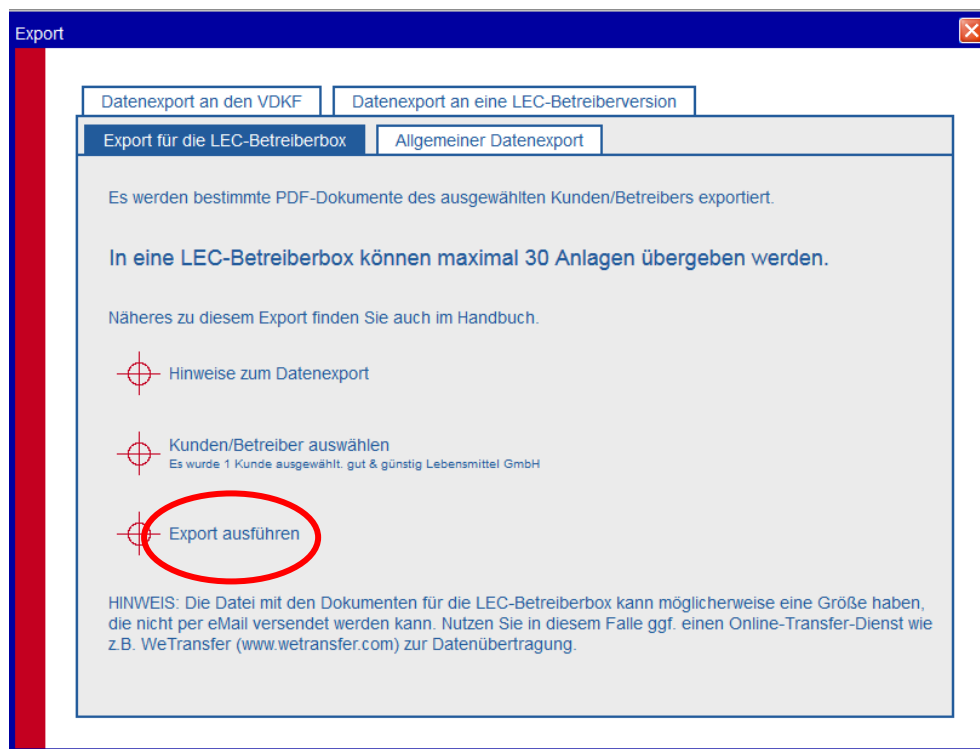 Export
Datenexport an den VDKF
Datenexport an eine LEC-Betreiberversion
Export für die LEC-Betreiberbox
Allgemeiner Datenexport
Es werden bestimmte PDF-Dokumente des ausgewählten Kunden/Betreibers exportiert.
In eine LEC-Betreiberbox können maximal 30 Anlagen übergeben werden.
Näheres zu diesem Export finden Sie auch im Handbuch.
Hinweise zum Datenexport
Kunden/Betreiber auswählen
Es wurde 1 Kunde ausgewählt. gut & günstig Lebensmittel GmbH
Export ausführen
HINWEIS: Die Datei mit den Dokumenten für die LEC-Betreiberbox kann möglicherweise eine Größe haben,
die nicht per eMail versendet werden kann. Nutzen Sie in diesem Falle ggf. einen Online-Transfer-Dienst wie
z.B. WeTransfer (www.wetransfer.com) zur Datenübertragung.